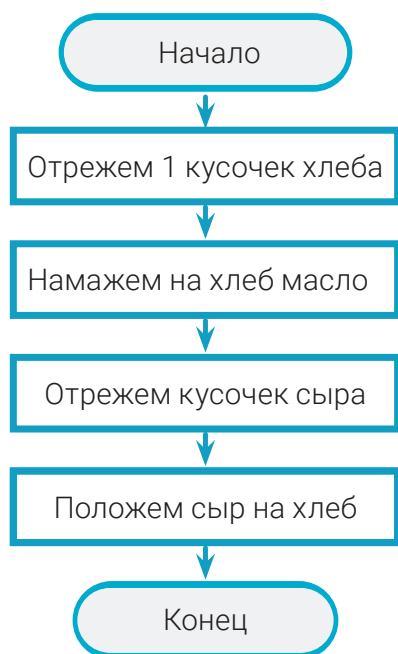 Начало
Отрежем 1 кусочек хлеба
Намажем на хлеб масло
Отрежем кусочек сыра
Положем сыр на хлеб
Конец